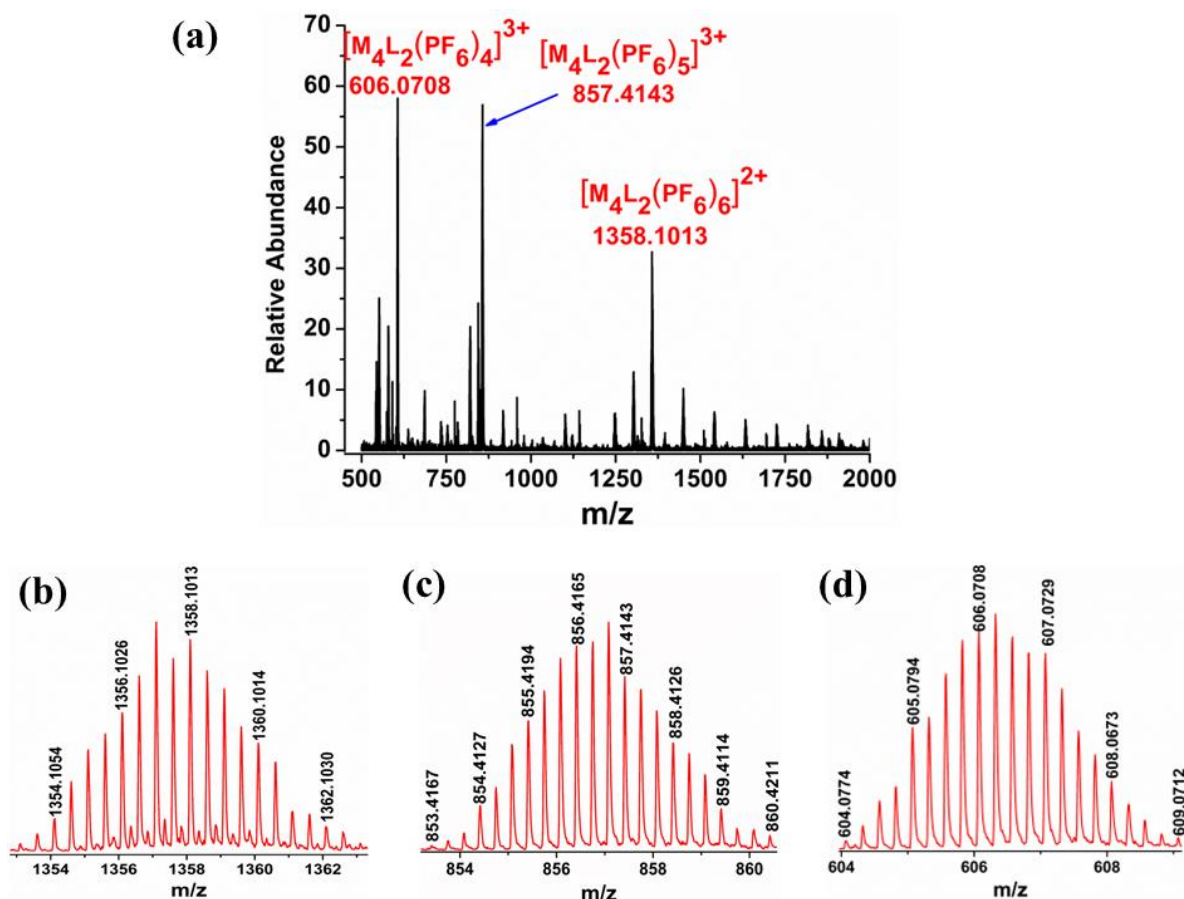 (a)
[M4L2(PF6)4]3+
606.0708
[M4L2(PF6)5]3+
857.4143
[M4L2(PF6)6]2+
1358.1013
Relative Abundance
70
60
50
40
30
20
10
0
500 750 1000 1250 1500 1750 2000
m/z
(b)
1354.1054
1356.1026
1358.1013
1360.1014
1362.1030
1354 1356 1358 1360 1362
m/z
(c)
853.4167
854.4127
855.4194
856.4165
857.4143
858.4126
859.4114
860.4211
854 856 858 860
m/z
(d)
604.0774
605.0794
606.0708
607.0729
608.0673
609.0712
604 606 608
m/z